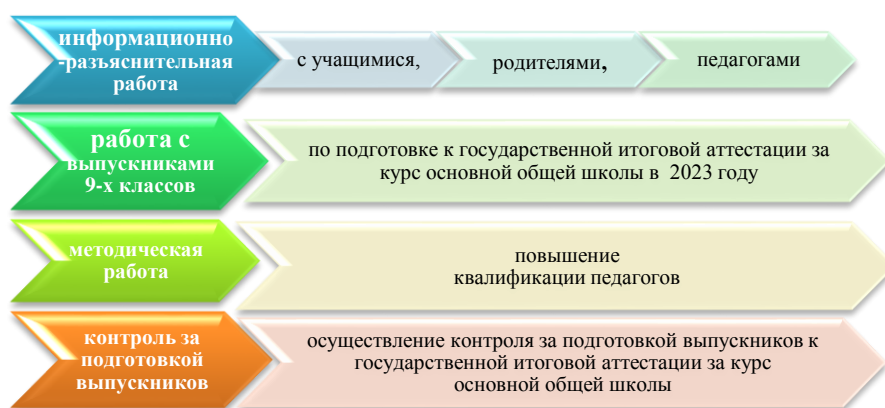 информационно
-разъяснительная
работа
с учащимися,
родителями,
педагогами
работа с
выпускниками
9-х классов
по подготовке к государственной итоговой аттестации за
курс основной общей школы в 2023 году
методическая
работа
повышение
квалификации педагогов
контроль за
подготовкой
выпускников
осуществление контроля за подготовкой выпускников к
государственной итоговой аттестации за курс
основной общей школы